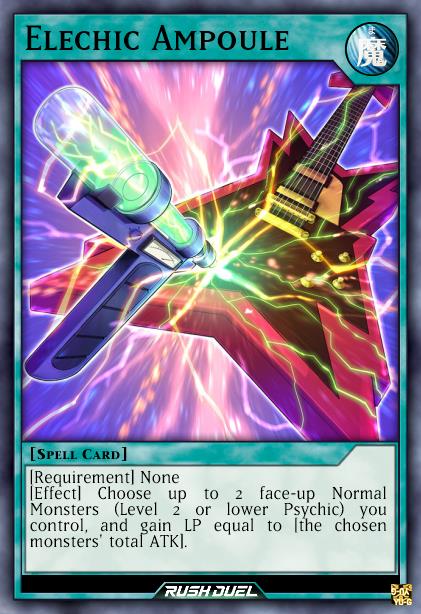 Elechic Ampoule
ま
魔
[Spell Card]
[Requirement] None
[Effect] Choose up to 2 face-up Normal
Monsters (Level 2 or lower Psychic) you
control, and gain LP equal to [the chosen
monsters' total ATK].
RUSH DUEL